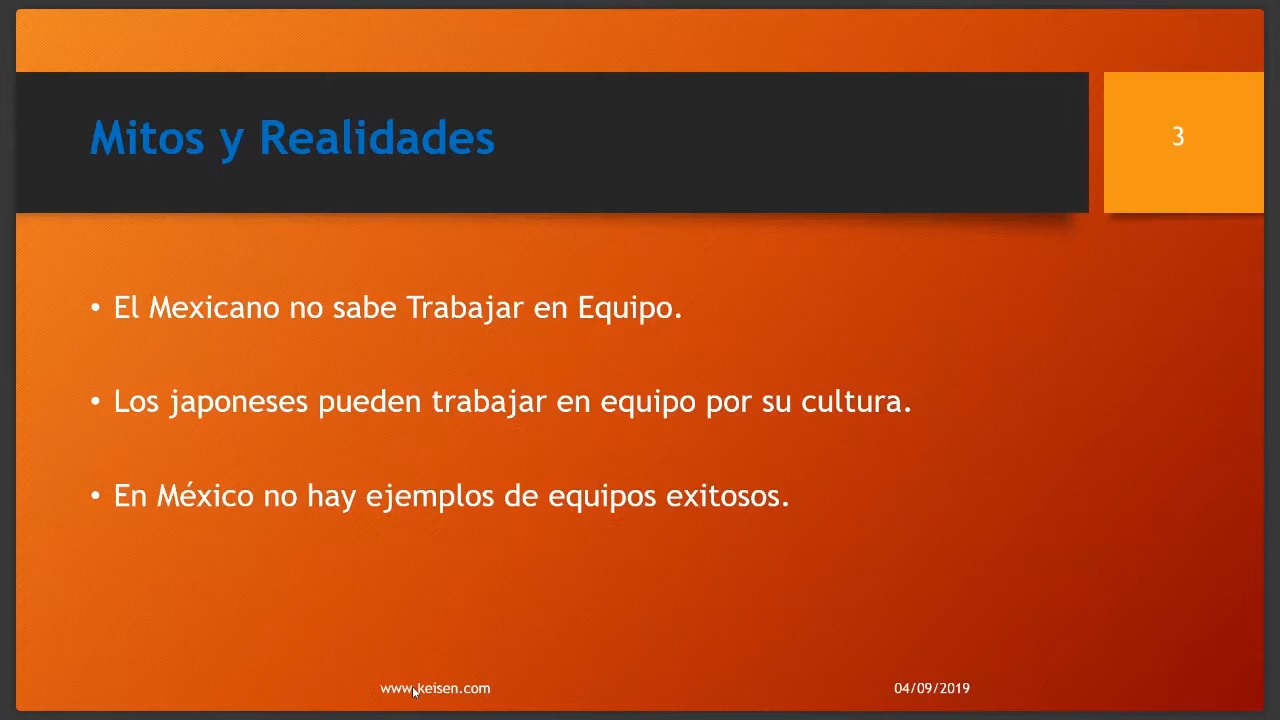 Mitos y Realidades
3
• El Mexicano no sabe Trabajar en Equipo.
• Los japoneses pueden trabajar en equipo por su cultura.
• En México no hay ejemplos de equipos exitosos.
www.keisen.com
04/09/2019